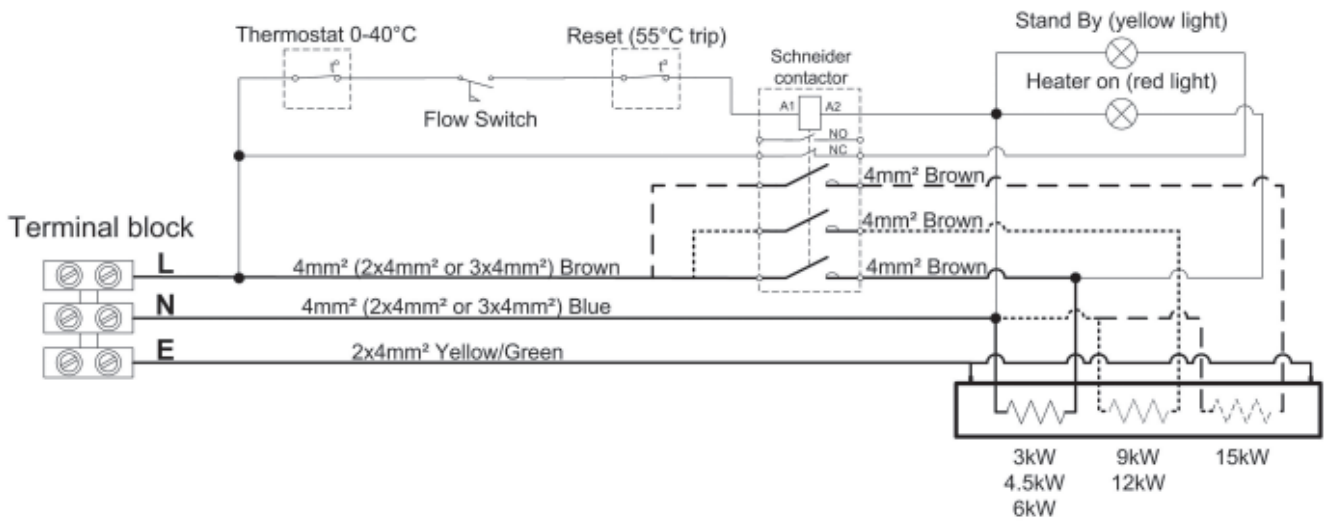 Stand By (yellow light)
Thermostat 0-40°C
Reset (55°C trip)
Schneider
contactor
Heater on (red light)
t°
t°
A1
A2
Flow Switch
NO
NC
4mm² Brown
Terminal block
4mm² Brown
L
4mm² (2x4mm² or 3x4mm²) Brown
4mm² Brown
N
4mm² (2x4mm² or 3x4mm²) Blue
E
2x4mm² Yellow/Green
3kW
9kW
15kW
4.5kW
12kW
6kW